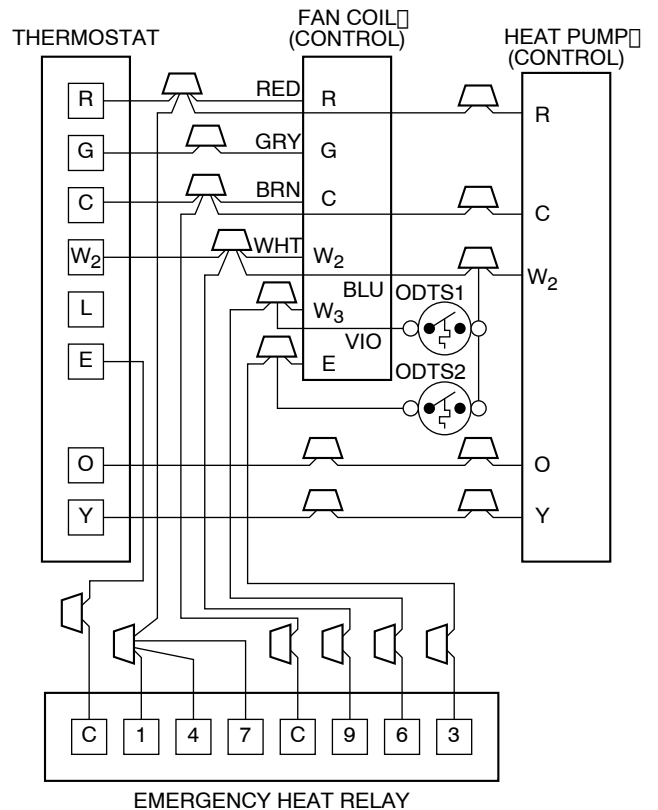 THERMOSTAT
FAN COIL▯
(CONTROL)
HEAT PUMP▯
(CONTROL)
R
G
C
W2
L
E
O
Y
RED
GRY
BRN
WHT
BLU
VIO
R
G
C
W2
W3
E
ODTS1
ODTS2
R
C
W2
O
Y
C
1
4
7
C
9
6
3
EMERGENCY HEAT RELAY